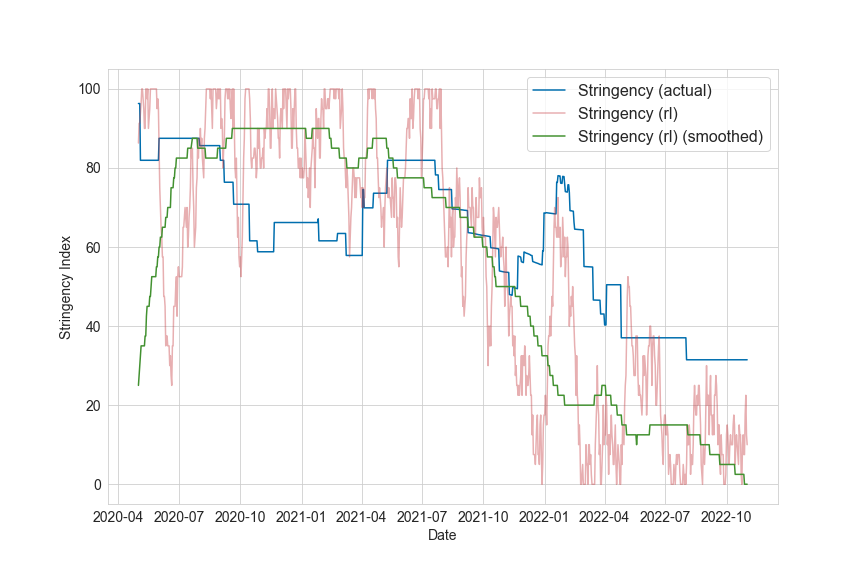 Stringency (actual)
Stringency (rl)
Stringency (rl) (smoothed)
100
80
60
40
20
0
Stringency Index
2020-04 2020-07 2020-10 2021-01 2021-04 2021-07 2021-10 2022-01 2022-04 2022-07 2022-10
Date